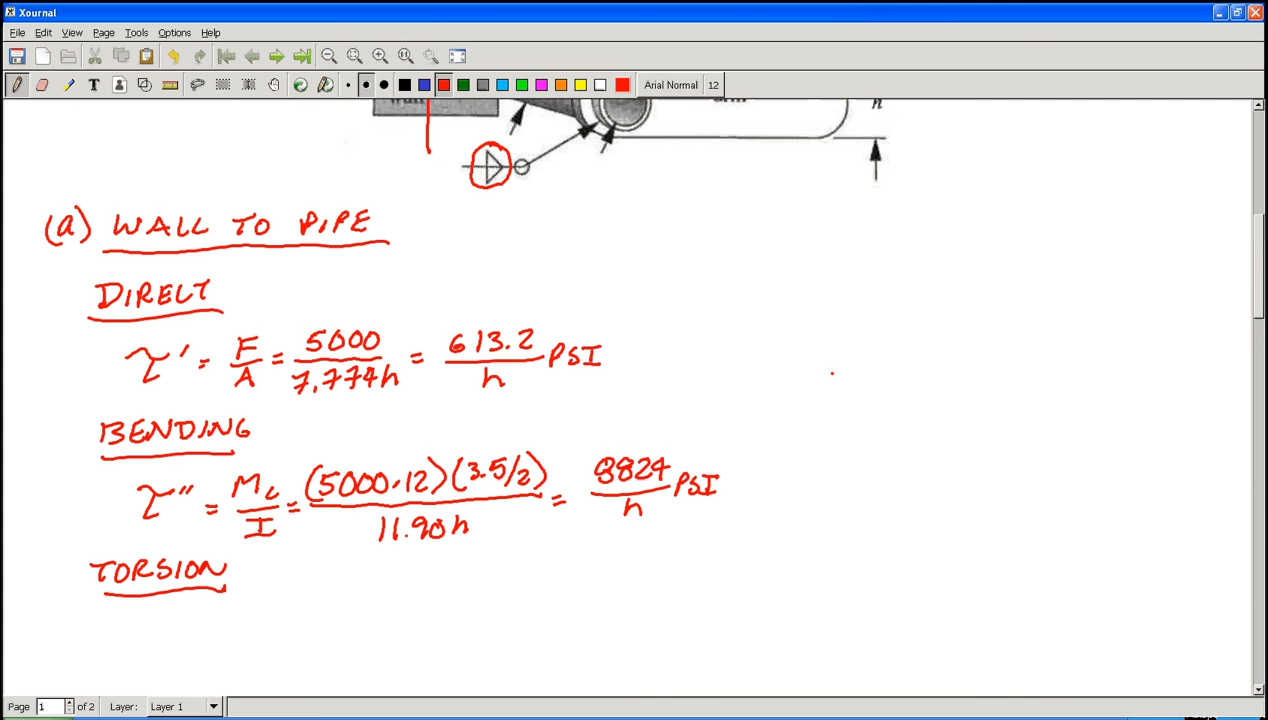 Xournal
File Edit View Page Tools Options Help
T Arial Normal 12
h
(a) WALL TO PIPE
DIRECT
τ' = F/A = 5000/7.774h = 613.2/h PSI
BENDING
τ" = Mc/I = (5000·12)(3.5/2)/11.90h = 8824/h PSI
TORSION
Page 1 of 2 Layer: Layer 1